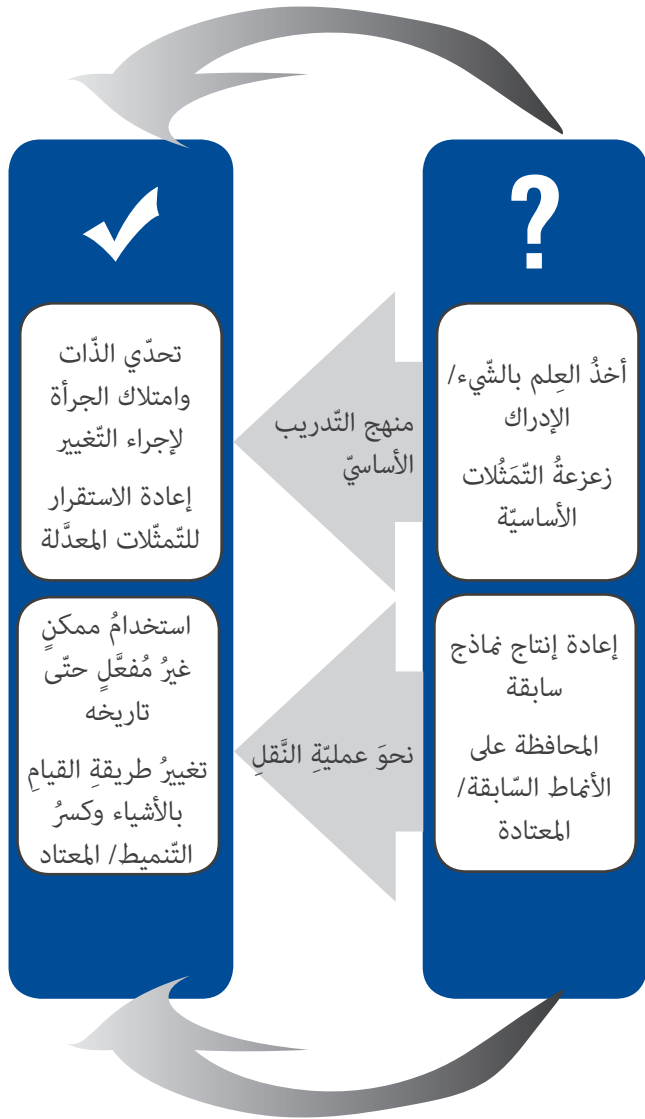 ?
أخذُ العِلم بالشّيء/
الإدراك
زعزعةُ التّمَثُلات
الأساسيّة
إعادة إنتاج نماذج
سابقة
المحافظة على
الأنماط السّابقة/
المعتادة
منهج التّدريب
الأساسيّ
نحوَ عمليّةِ النَّقلِ
تحدّي الذّات
وامتلاك الجرأة
لإجراء التّغيير
إعادة الاستقرار
للتّمثّلات المعدَّلة
استخدامُ ممكنٍ
غيرُ مُفعَّلٍ حتّى
تاريخه
تغييرُ طريقةِ القيامِ
بالأشياء وكسرُ
التّنميط/ المعتاد